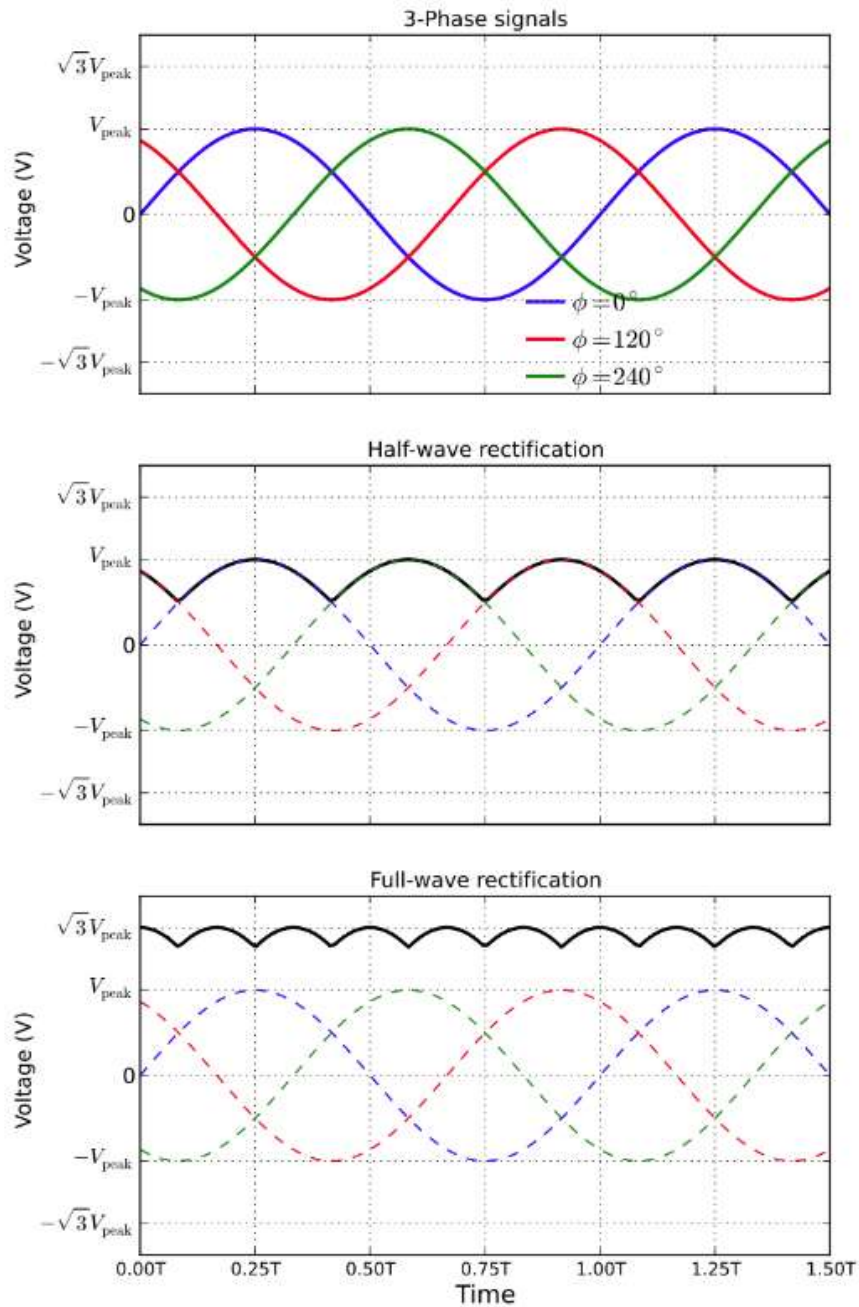 3-Phase signals
√3V_peak
V_peak
0
−V_peak
−√3V_peak
Voltage (V)
ϕ=0°
ϕ=120°
ϕ=240°
Half-wave rectification
√3V_peak
V_peak
0
−V_peak
−√3V_peak
Voltage (V)
Full-wave rectification
√3V_peak
V_peak
0
−V_peak
−√3V_peak
Voltage (V)
0.00T 0.25T 0.50T 0.75T 1.00T 1.25T 1.50T
Time